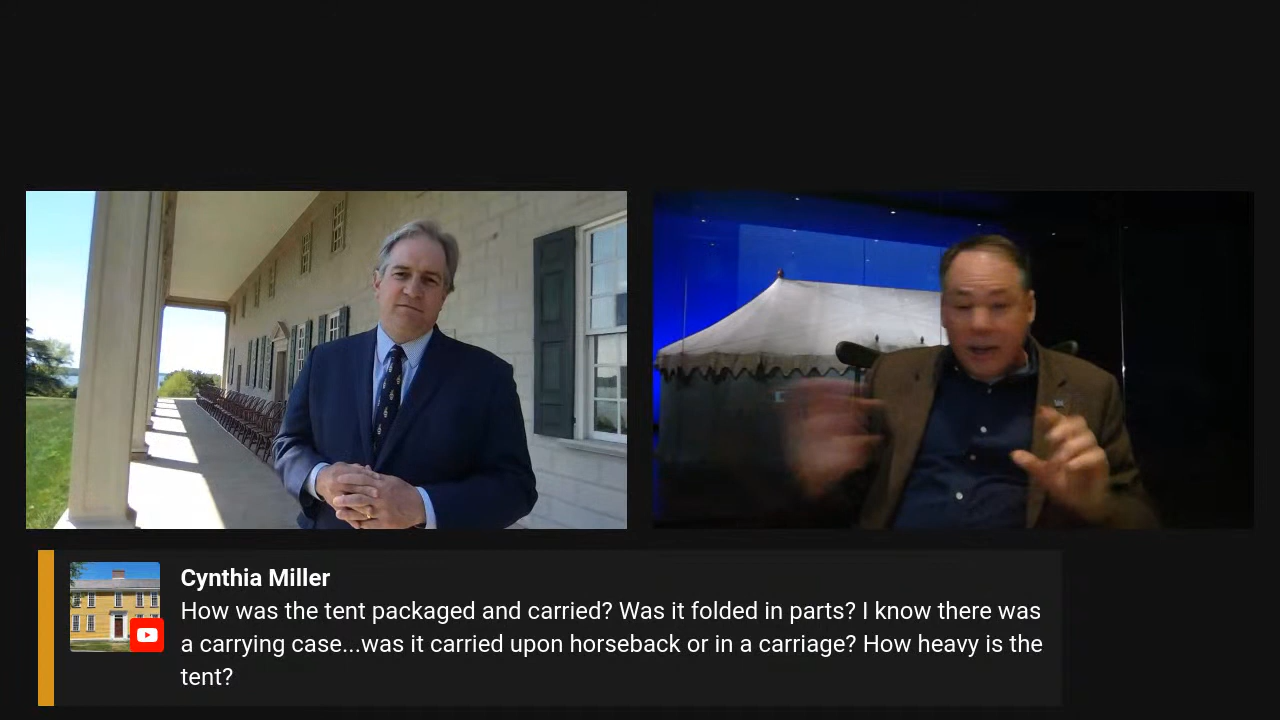 Cynthia Miller
How was the tent packaged and carried? Was it folded in parts? I know there was
a carrying case...was it carried upon horseback or in a carriage? How heavy is the
tent?